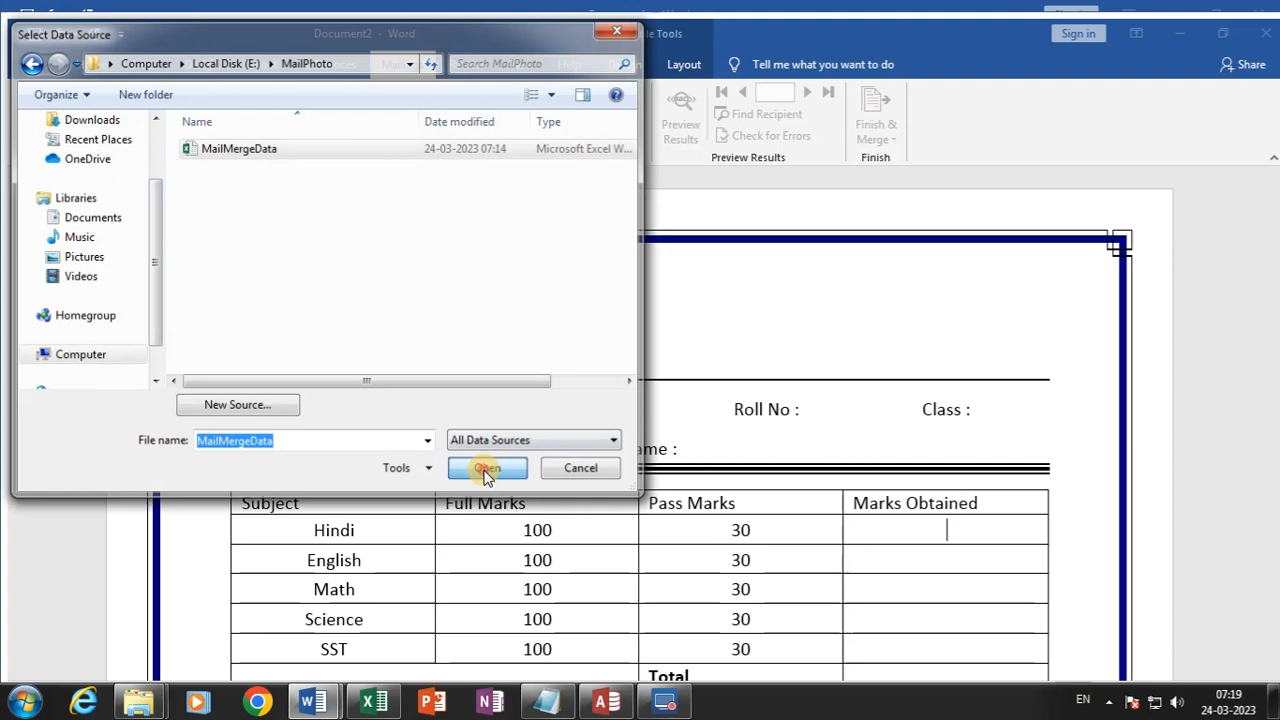 Select Data Source
Document2 - Word
le Tools
Sign in
Computer
Local Disk (E:)
MailPhoto
Search MailPhoto
Layout
Tell me what you want to do
Share
Organize
New folder
Preview
Results
Find Recipient
Check for Errors
Preview Results
Finish &
Merge
Finish
Name
Date modified
Type
MailMergeData
24-03-2023 07:14
Microsoft Excel W...
Downloads
Recent Places
OneDrive
Libraries
Documents
Music
Pictures
Videos
Homegroup
Computer
New Source...
File name:
MailMergeData
All Data Sources
Tools
Open
Cancel
Roll No :
Class :
me :
Subject
Full Marks
Pass Marks
Marks Obtained
Hindi
100
30
English
100
30
Math
100
30
Science
100
30
SST
100
30
Total
EN
07:19
24-03-2023